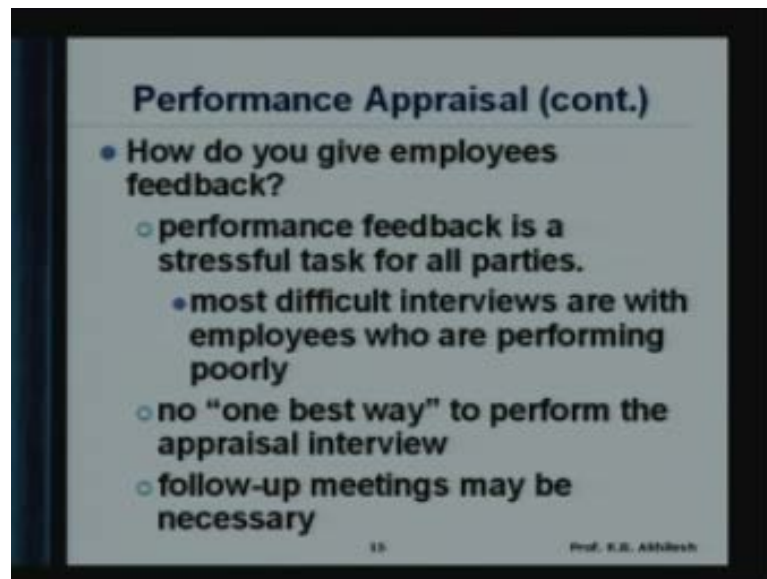 Performance Appraisal (cont.)
How do you give employees
feedback?
performance feedback is a
stressful task for all parties.
most difficult interviews are with
employees who are performing
poorly
no “one best way” to perform the
appraisal interview
follow-up meetings may be
necessary
15
Prof. K.B. Akhilesh